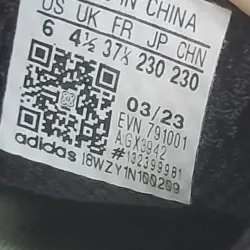 IN CHINA
US UK FR JP CHN
6 4½ 37⅓ 230 230
03/23
EVN 791001
AGX3942
#132399981
adidas I8WZY1N100209